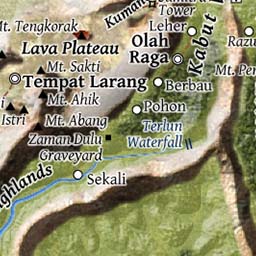 Tower
Kuman
Leher
Mt. Tengkorak
Olah
Raga
Kabut
Razu
Lava Plateau
Mt. Sakti
Mt. Per
Tempat Larang
Berbau
Mt. Ahik
Pohon
Istri
Mt. Abang
Terlun
Waterfall
Zaman Dulu
Graveyard
Sekali
ghlands